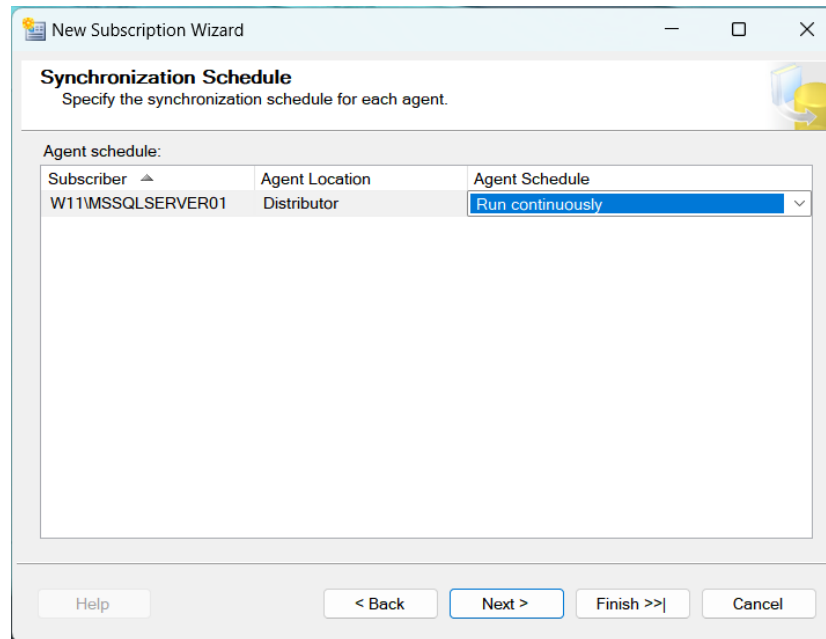 New Subscription Wizard
Synchronization Schedule
Specify the synchronization schedule for each agent.
Agent schedule:
Subscriber Agent Location Agent Schedule
W11\MSSQLSERVER01 Distributor Run continuously
Help < Back Next > Finish >>| Cancel